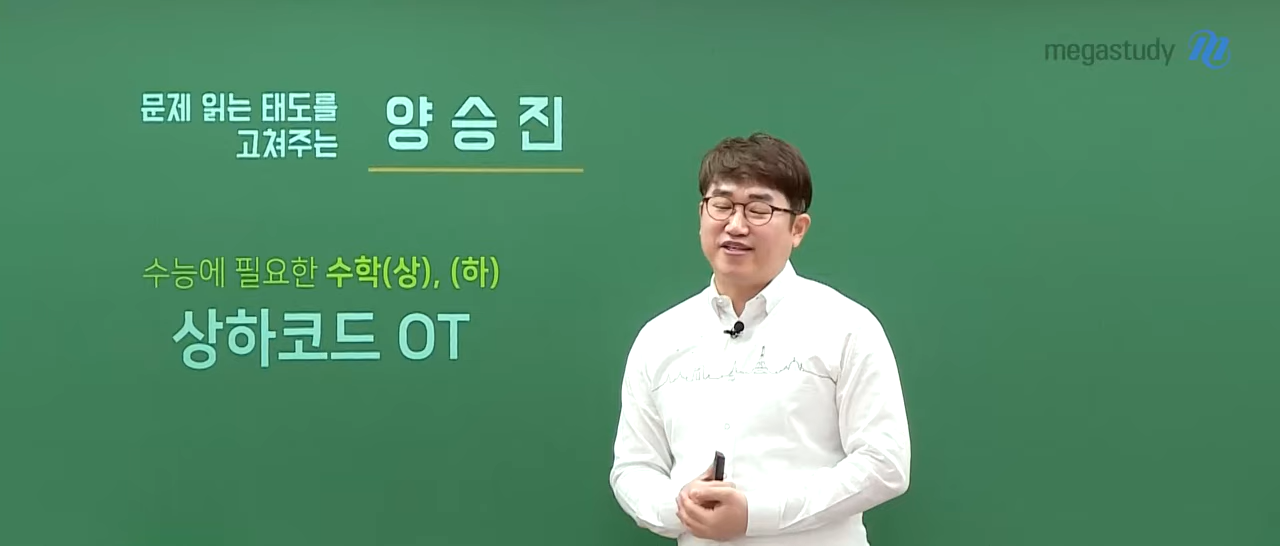 megastudy
문제 읽는 태도를
고쳐주는
양승진
수능에 필요한 수학(상), (하)
상하코드 OT